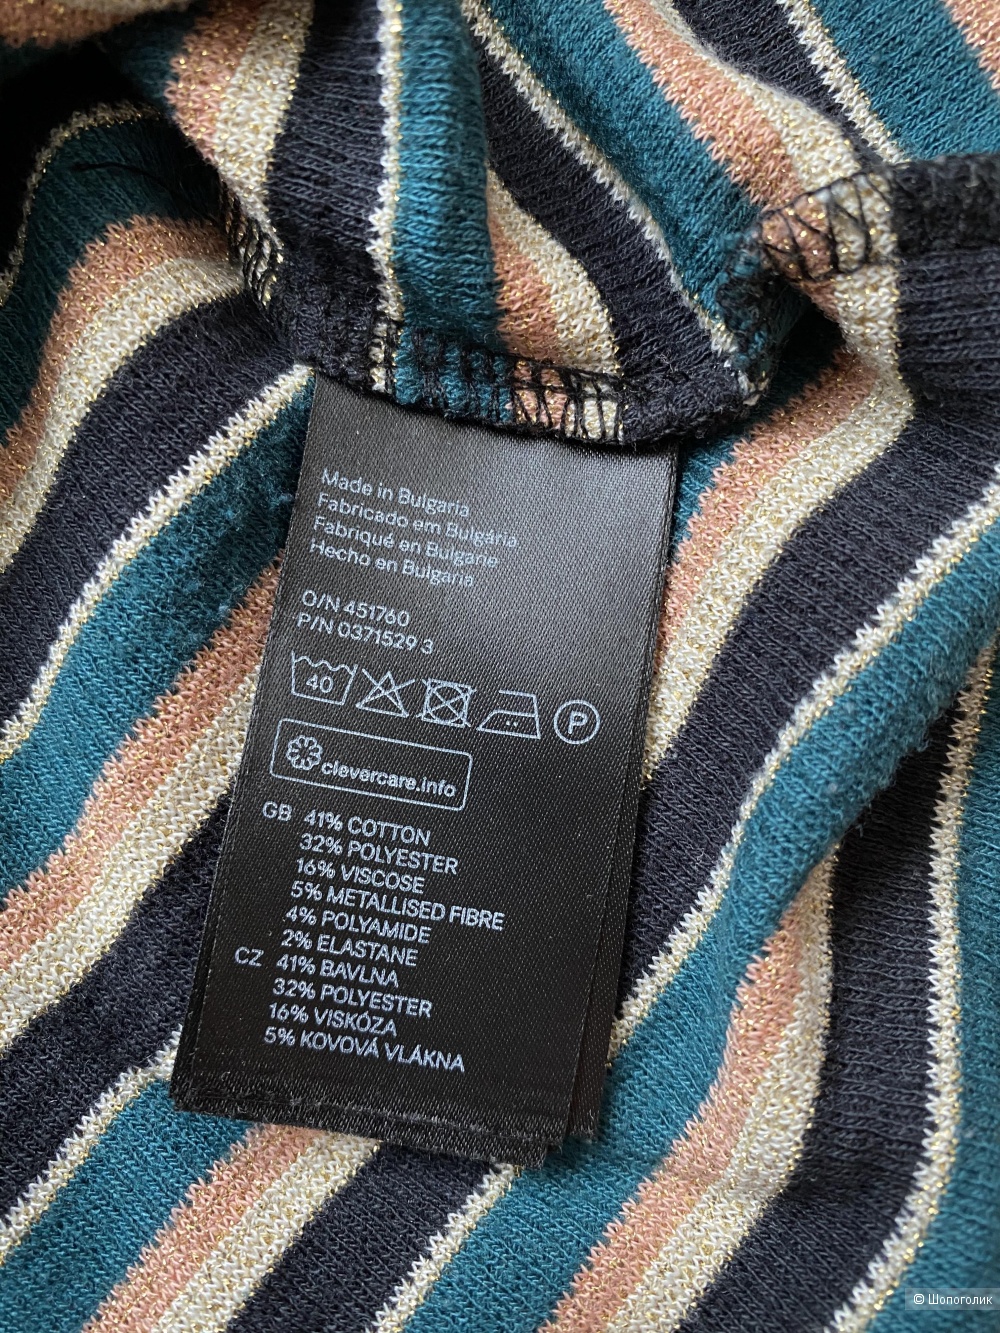 Made in Bulgaria
Fabricado em Bulgária
Fabriqué en Bulgarie
Hecho en Bulgaria
O/N 451760
P/N 0371529 3
40
P
clevercare.info
GB 41% COTTON
32% POLYESTER
16% VISCOSE
5% METALLISED FIBRE
4% POLYAMIDE
2% ELASTANE
CZ 41% BAVLNA
32% POLYESTER
16% VISKÓZA
5% KOVOVÁ VLÁKNA
© Шопоголик